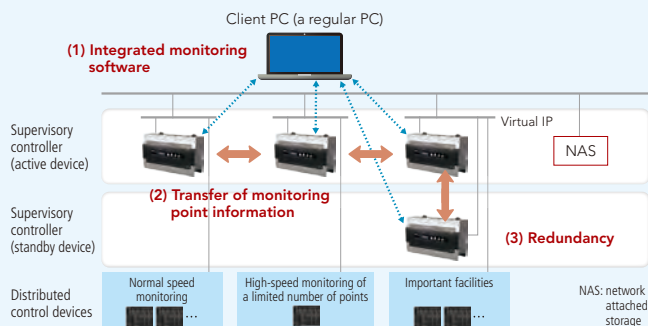 Client PC (a regular PC)
(1) Integrated monitoring
software
Virtual IP
Supervisory
controller
(active device)
NAS
(2) Transfer of monitoring
point information
Supervisory
controller
(standby device)
(3) Redundancy
Distributed
control devices
Normal speed
monitoring
...
High-speed monitoring of
a limited number of points
Important facilities
...
NAS: network
attached
storage